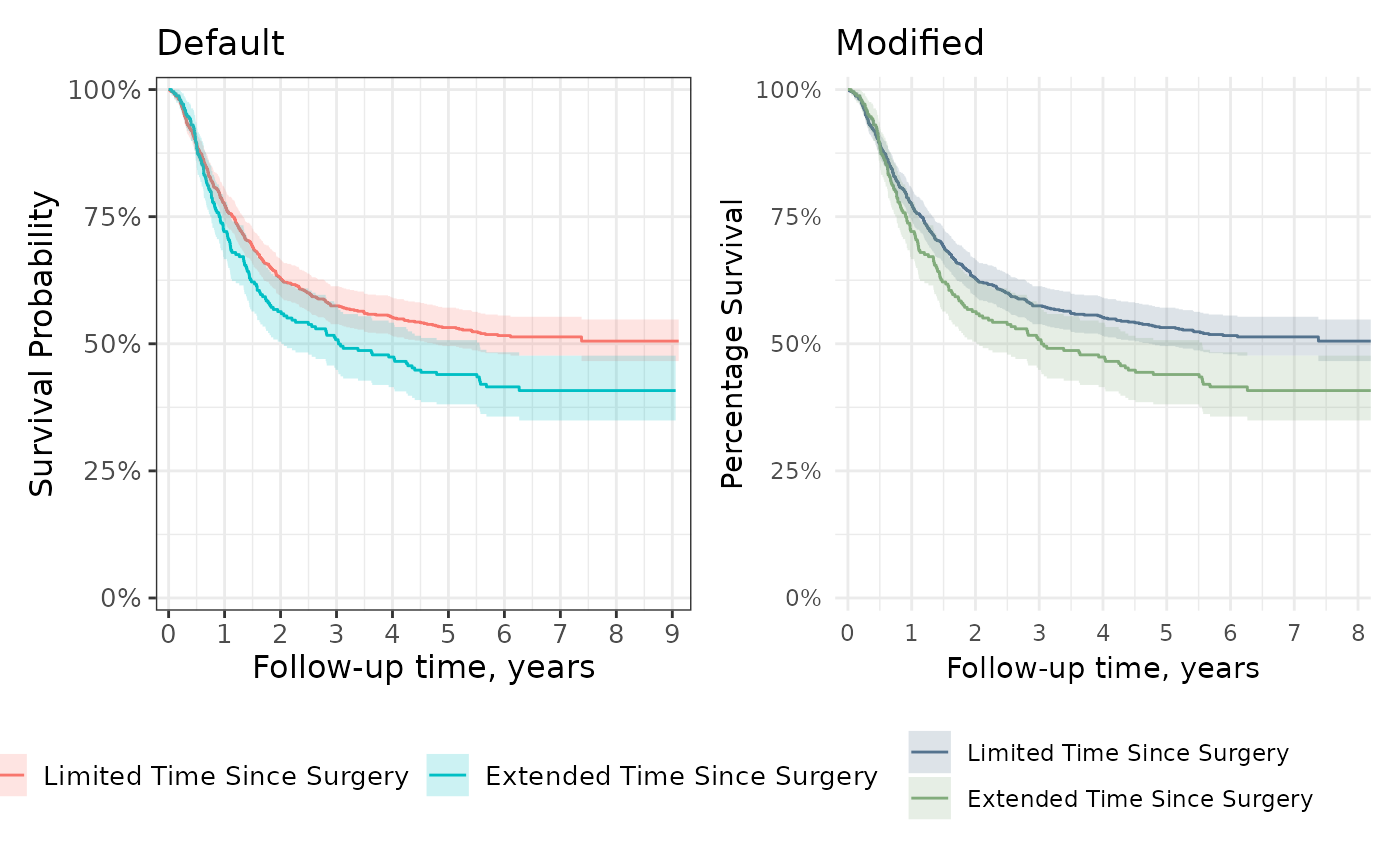 Default
Survival Probability
100%
75%
50%
25%
0%
0 1 2 3 4 5 6 7 8 9
Follow-up time, years
Limited Time Since Surgery Extended Time Since Surgery
Modified
Percentage Survival
100%
75%
50%
25%
0%
0 1 2 3 4 5 6 7 8
Follow-up time, years
Limited Time Since Surgery
Extended Time Since Surgery